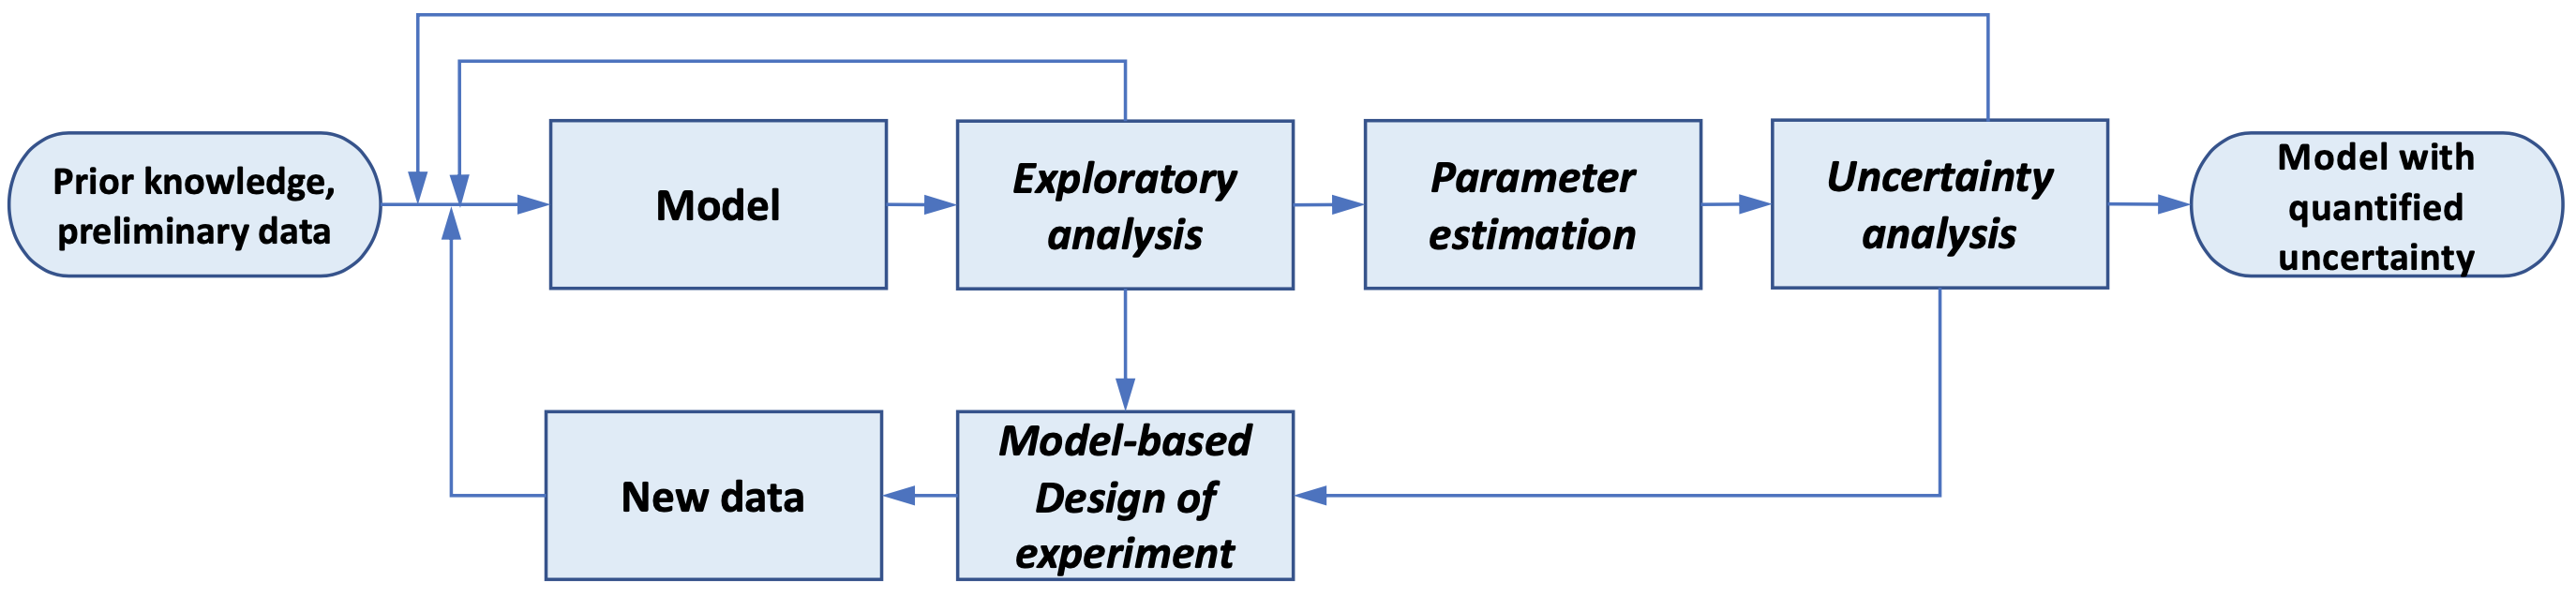 Prior knowledge,
preliminary data
Model
Exploratory
analysis
Parameter
estimation
Uncertainty
analysis
Model with
quantified
uncertainty
New data
Model-based
Design of
experiment